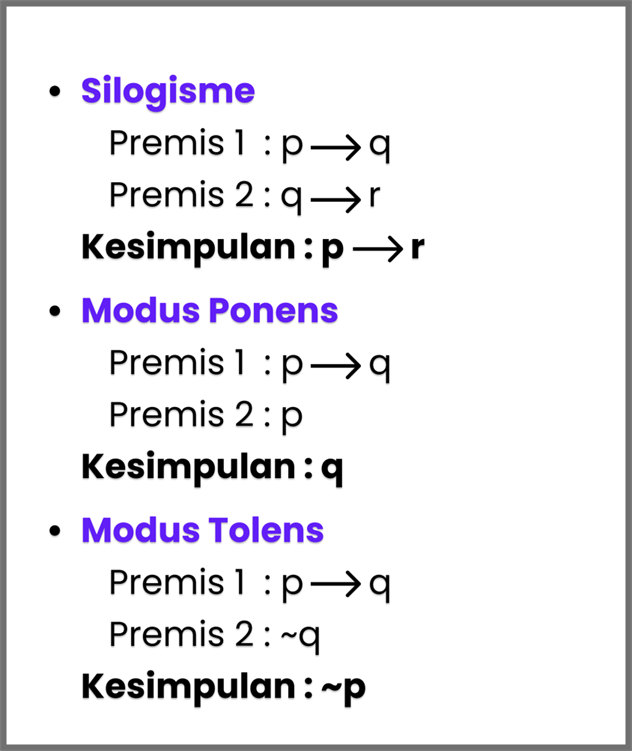 • Silogisme
Premis 1 : p ⟶ q
Premis 2 : q ⟶ r
Kesimpulan : p ⟶ r
• Modus Ponens
Premis 1 : p ⟶ q
Premis 2 : p
Kesimpulan : q
• Modus Tolens
Premis 1 : p ⟶ q
Premis 2 : ~q
Kesimpulan : ~p